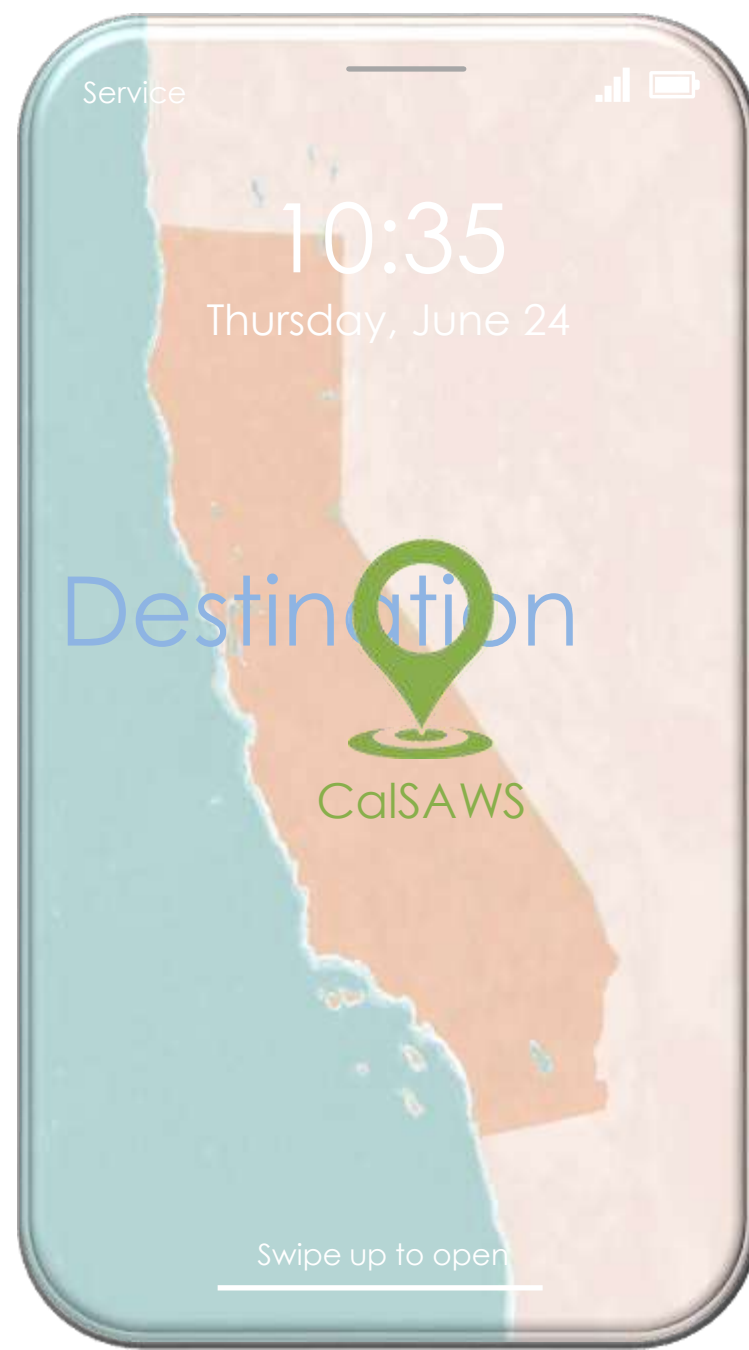 Service
10:35
Thursday, June 24
Destination
CalSAWS
Swipe up to open